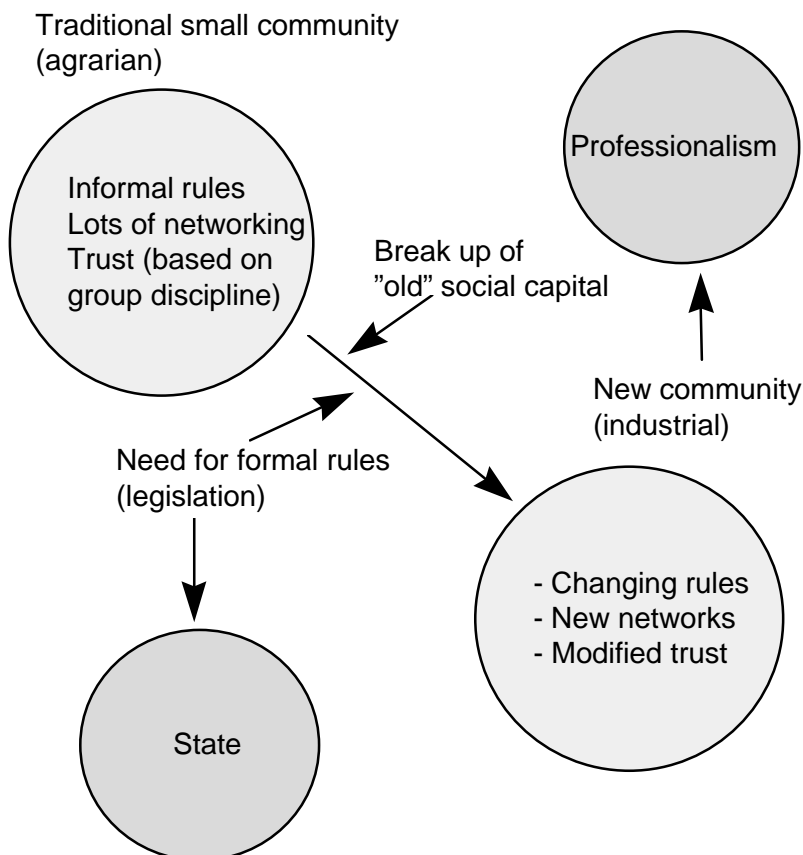 Traditional small community
(agrarian)
Informal rules
Lots of networking
Trust (based on
group discipline)
Professionalism
Break up of
”old” social capital
New community
(industrial)
Need for formal rules
(legislation)
- Changing rules
- New networks
- Modified trust
State